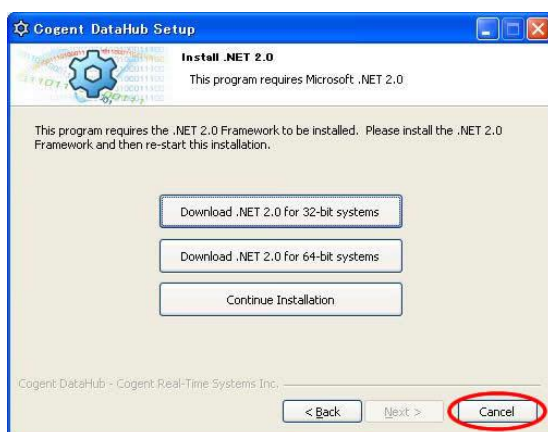 Cogent DataHub Setup
Install .NET 2.0
This program requires Microsoft .NET 2.0
This program requires the .NET 2.0 Framework to be installed. Please install the .NET 2.0
Framework and then re-start this installation.
Download .NET 2.0 for 32-bit systems
Download .NET 2.0 for 64-bit systems
Continue Installation
Cogent DataHub - Cogent Real-Time Systems Inc.
< Back
Next >
Cancel